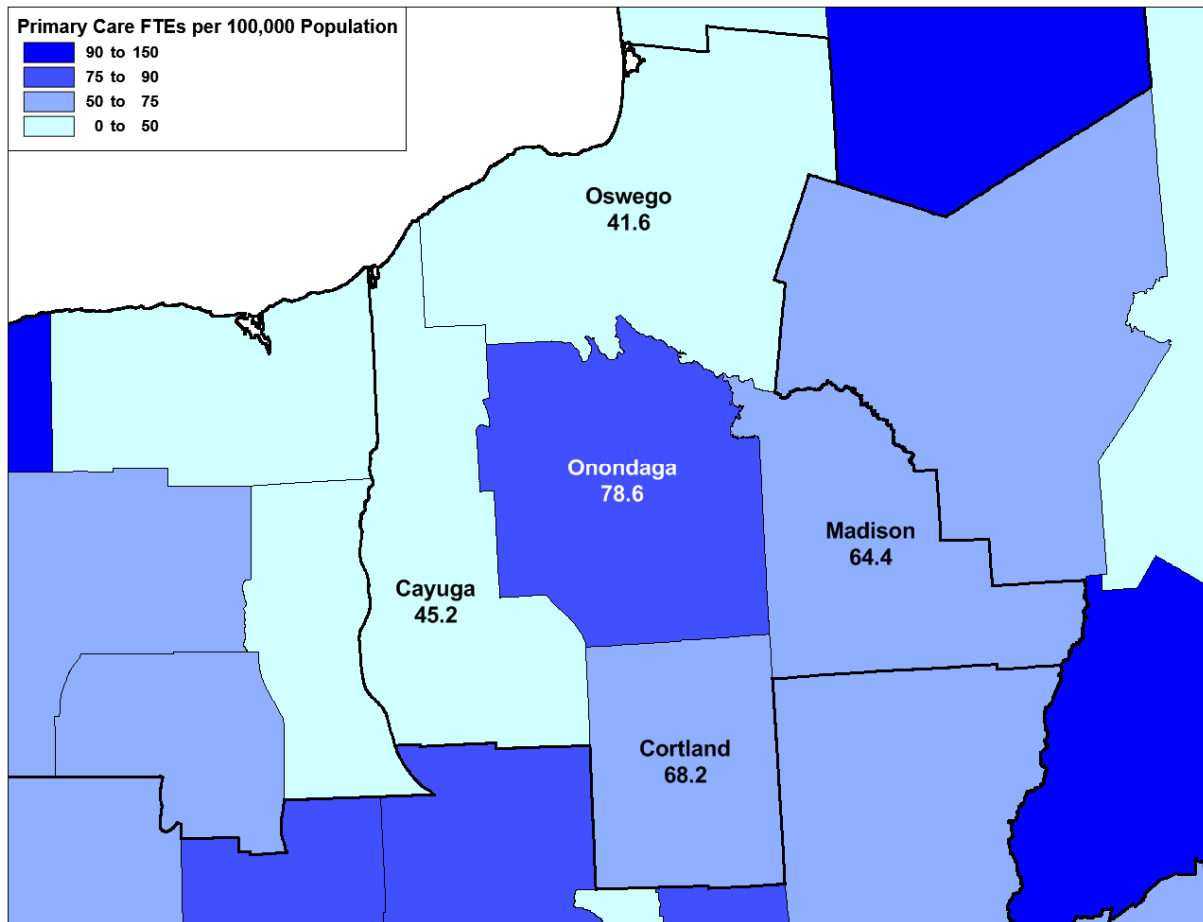 Primary Care FTEs per 100,000 Population
90 to 150
75 to 90
50 to 75
0 to 50
Oswego
41.6
Onondaga
78.6
Madison
64.4
Cayuga
45.2
Cortland
68.2